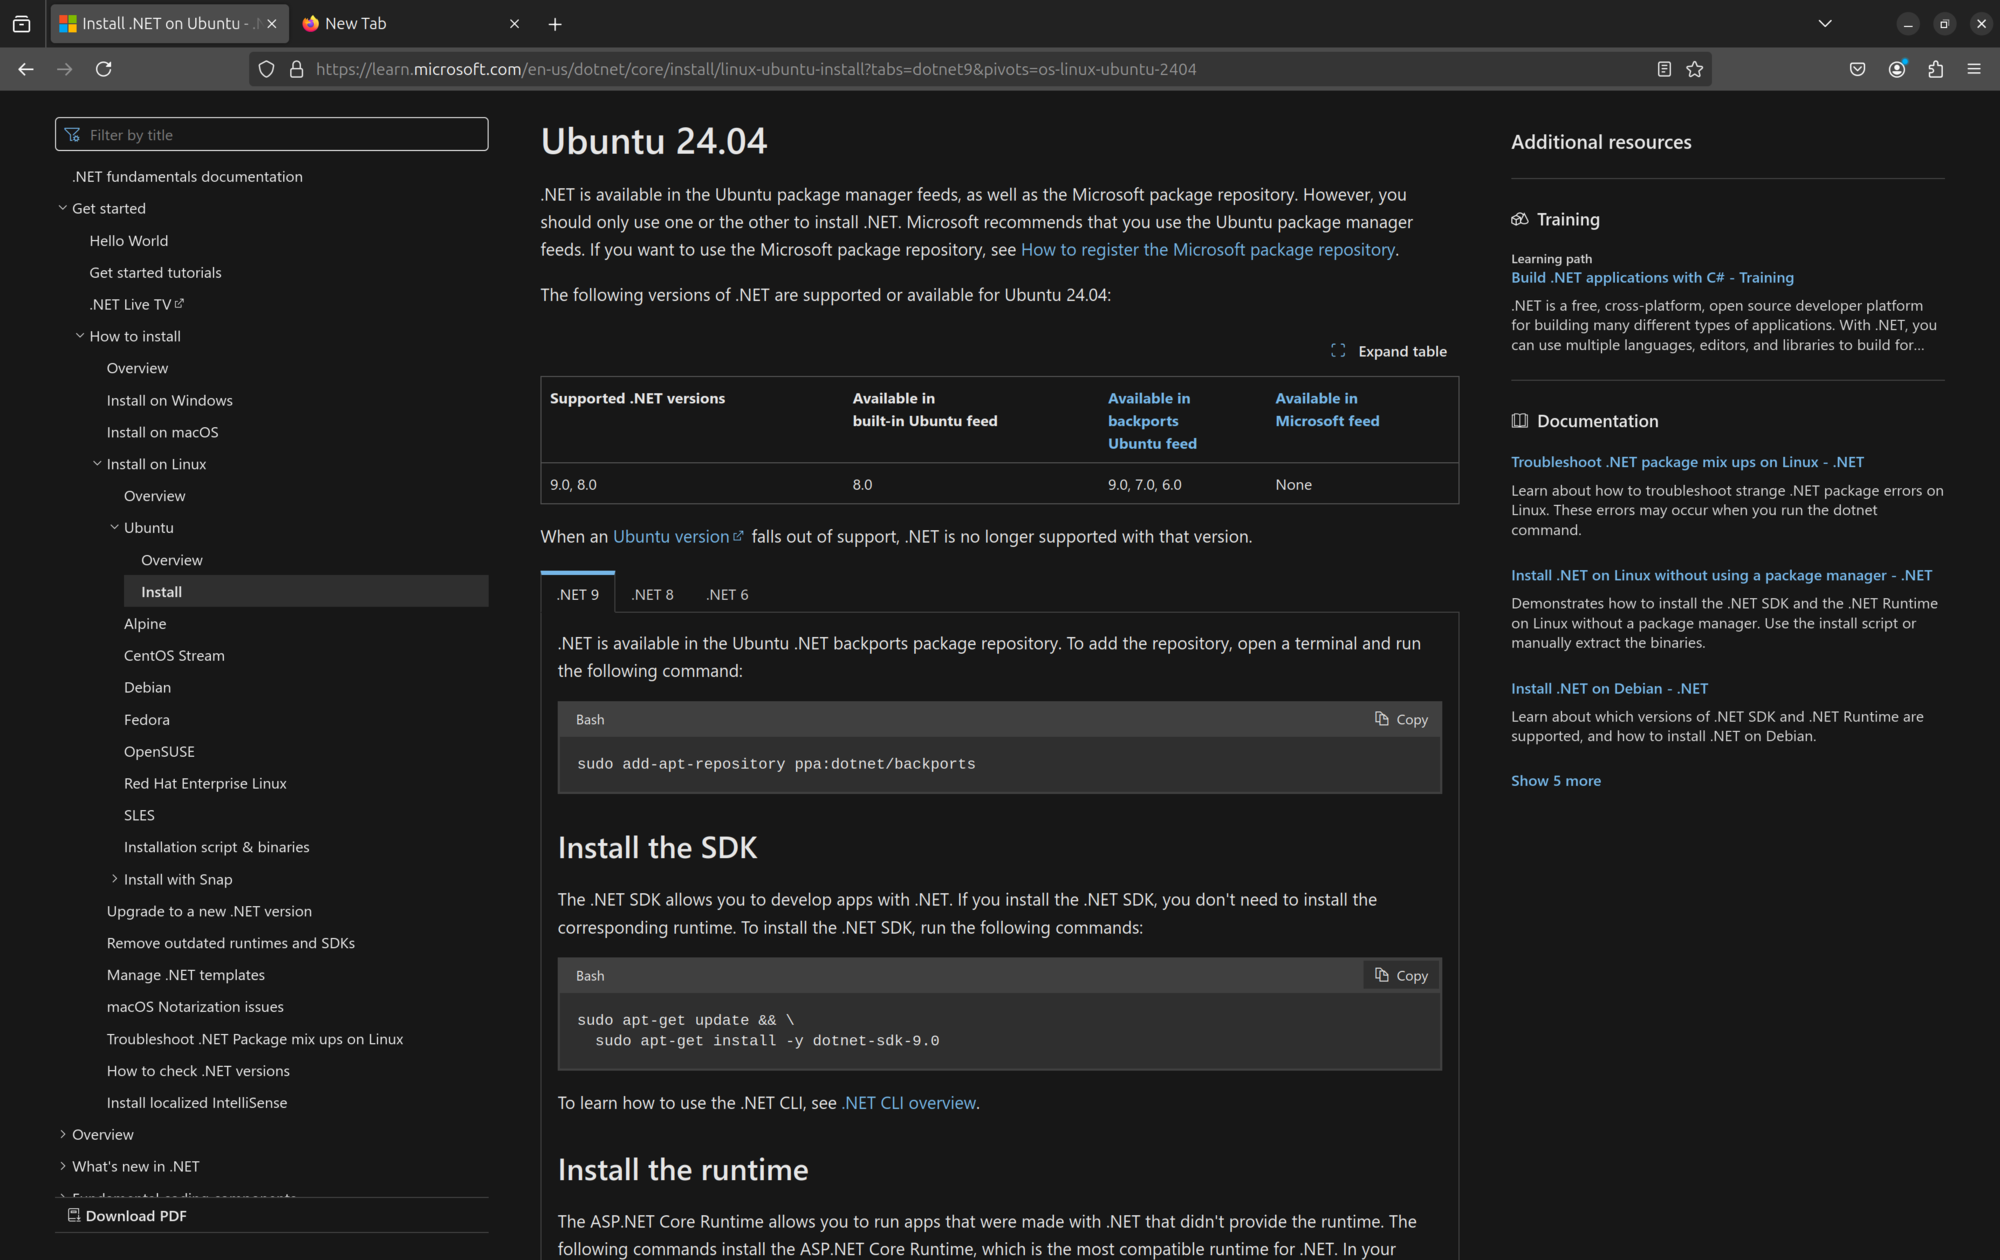 Install .NET on Ubuntu - .N
New Tab
https://learn.microsoft.com/en-us/dotnet/core/install/linux-ubuntu-install?tabs=dotnet9&pivots=os-linux-ubuntu-2404
Filter by title
.NET fundamentals documentation
Get started
Hello World
Get started tutorials
.NET Live TV
How to install
Overview
Install on Windows
Install on macOS
Install on Linux
Overview
Ubuntu
Overview
Install
Alpine
CentOS Stream
Debian
Fedora
OpenSUSE
Red Hat Enterprise Linux
SLES
Installation script & binaries
Install with Snap
Upgrade to a new .NET version
Remove outdated runtimes and SDKs
Manage .NET templates
macOS Notarization issues
Troubleshoot .NET Package mix ups on Linux
How to check .NET versions
Install localized IntelliSense
Overview
What's new in .NET
Fundamental coding components
Download PDF
Ubuntu 24.04
.NET is available in the Ubuntu package manager feeds, as well as the Microsoft package repository. However, you
should only use one or the other to install .NET. Microsoft recommends that you use the Ubuntu package manager
feeds. If you want to use the Microsoft package repository, see How to register the Microsoft package repository.
The following versions of .NET are supported or available for Ubuntu 24.04:
Expand table
Supported .NET versions
Available in
built-in Ubuntu feed
Available in
backports
Ubuntu feed
Available in
Microsoft feed
9.0, 8.0
8.0
9.0, 7.0, 6.0
None
When an Ubuntu version falls out of support, .NET is no longer supported with that version.
.NET 9
.NET 8
.NET 6
.NET is available in the Ubuntu .NET backports package repository. To add the repository, open a terminal and run
the following command:
Bash
Copy
sudo add-apt-repository ppa:dotnet/backports
Install the SDK
The .NET SDK allows you to develop apps with .NET. If you install the .NET SDK, you don't need to install the
corresponding runtime. To install the .NET SDK, run the following commands:
Bash
Copy
sudo apt-get update && \
sudo apt-get install -y dotnet-sdk-9.0
To learn how to use the .NET CLI, see .NET CLI overview.
Install the runtime
The ASP.NET Core Runtime allows you to run apps that were made with .NET that didn't provide the runtime. The
following commands install the ASP.NET Core Runtime, which is the most compatible runtime for .NET. In your
Additional resources
Training
Learning path
Build .NET applications with C# - Training
.NET is a free, cross-platform, open source developer platform
for building many different types of applications. With .NET, you
can use multiple languages, editors, and libraries to build for...
Documentation
Troubleshoot .NET package mix ups on Linux - .NET
Learn about how to troubleshoot strange .NET package errors on
Linux. These errors may occur when you run the dotnet
command.
Install .NET on Linux without using a package manager - .NET
Demonstrates how to install the .NET SDK and the .NET Runtime
on Linux without a package manager. Use the install script or
manually extract the binaries.
Install .NET on Debian - .NET
Learn about which versions of .NET SDK and .NET Runtime are
supported, and how to install .NET on Debian.
Show 5 more